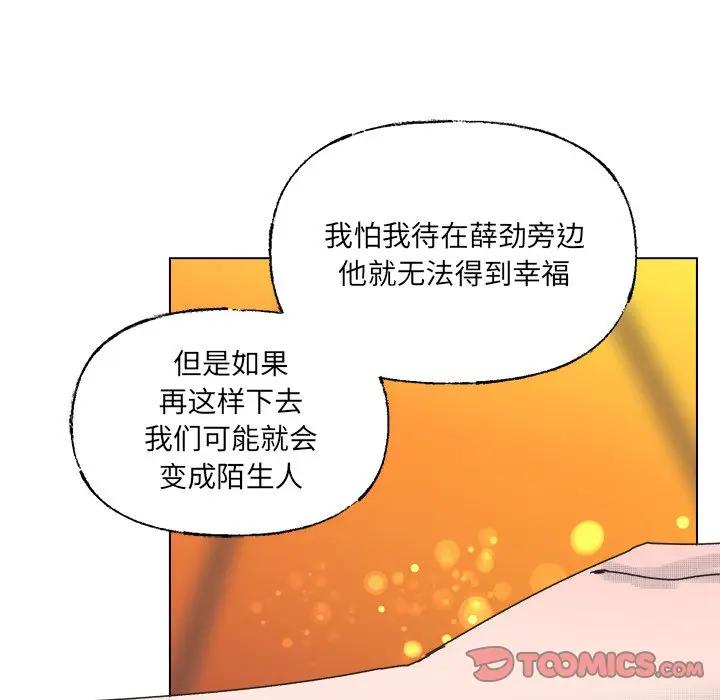 我怕我待在薛劲旁边
他就无法得到幸福
但是如果
再这样下去
我们可能就会
变成陌生人
TOOMICS.COM